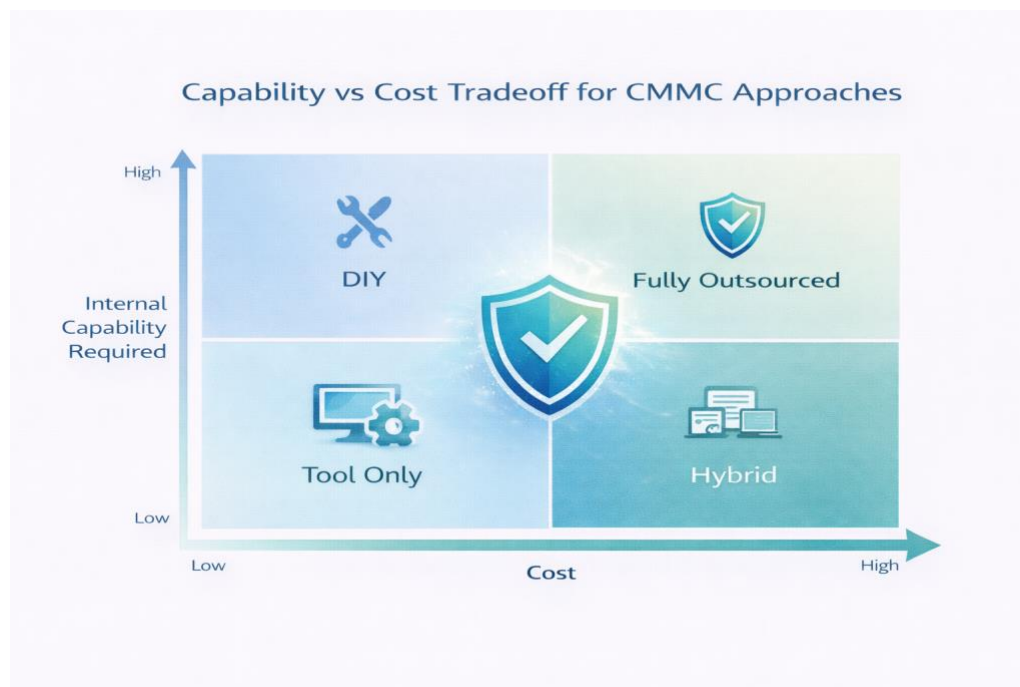 Capability vs Cost Tradeoff for CMMC Approaches
High
DIY
Fully Outsourced
Internal
Capability
Required
Tool Only
Hybrid
Low
Low
Cost
High